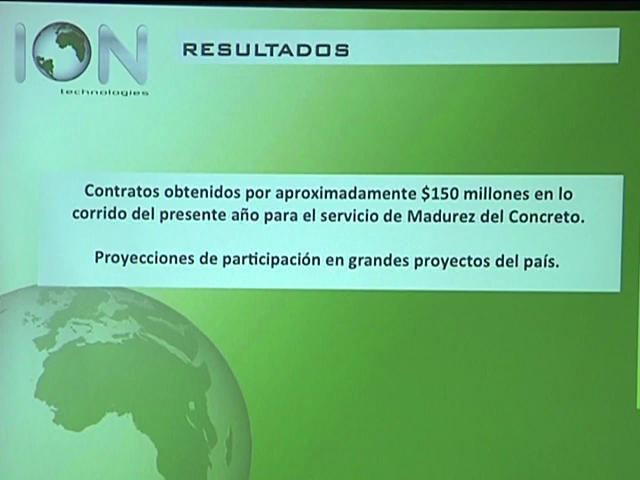 ION
technologies
RESULTADOS
Contratos obtenidos por aproximadamente $150 millones en lo
corrido del presente año para el servicio de Madurez del Concreto.
Proyecciones de participación en grandes proyectos del país.